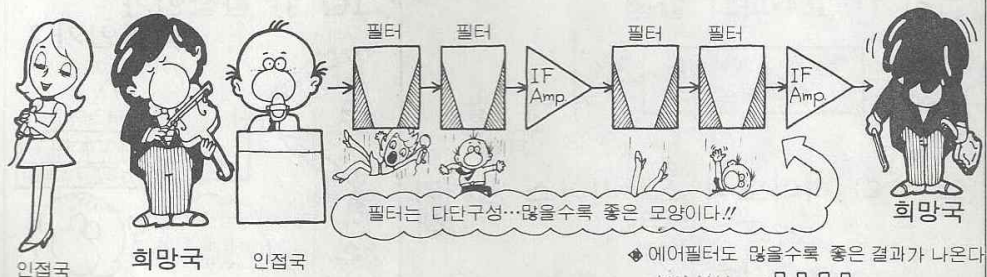 필터 필터 필터 필터
IF
Amp.
IF
Amp.
필터는 다단구성…많을수록 좋은 모양이다!!
희망국
인접국
희망국
인접국
◆ 에어필터도 많을수록 좋은 결과가 나온다